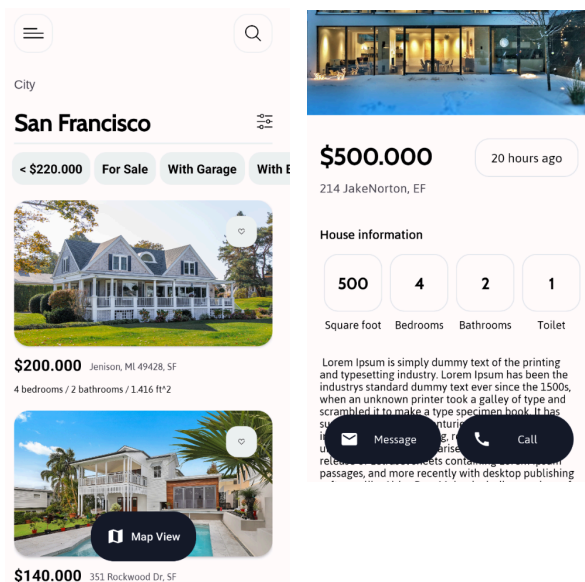 City
San Francisco
< $220.000
For Sale
With Garage
With
$200.000 Jenison, MI 49428, SF
4 bedrooms / 2 bathrooms / 1.416 ft^2
Map View
$140.000 351 Rockwood Dr, SF
$500.000
20 hours ago
214 JakeNorton, EF
House information
500
4
2
1
Square foot
Bedrooms
Bathrooms
Toilet
Lorem Ipsum is simply dummy text of the printing
and typesetting industry. Lorem Ipsum has been the
industrys standard dummy text ever since the 1500s,
when an unknown printer took a galley of type and
scrambled it to make a type specimen book. It has
Message
Call
passages, and more recently with desktop publishing